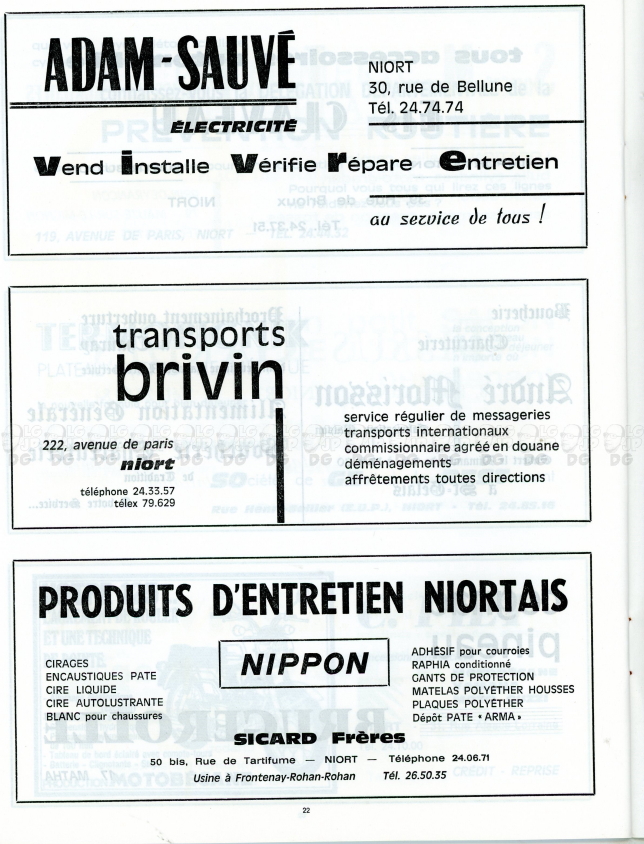 ADAM-SAUVÉ
ÉLECTRICITÉ
NIORT
30, rue de Bellune
Tél. 24.74.74
Vend installe Vérifie répare entretien
au service de tous !
transports
brivin
222, avenue de paris
niort
téléphone 24.33.57
télex 79.629
service régulier de messageries
transports internationaux
commissionnaire agréé en douane
déménagements
affrêtements toutes directions
PRODUITS D'ENTRETIEN NIORTAIS
NIPPON
CIRAGES
ENCAUSTIQUES PATE
CIRE LIQUIDE
CIRE AUTOLUSTRANTE
BLANC pour chaussures
ADHÉSIF pour courroies
RAPHIA conditionné
GANTS DE PROTECTION
MATELAS POLYÉTHER HOUSSES
PLAQUES POLYÉTHER
Dépôt PATE « ARMA »
SICARD Frères
50 bis, Rue de Tartifume — NIORT — Téléphone 24.06.71
Usine à Frontenay-Rohan-Rohan Tél. 26.50.35
22